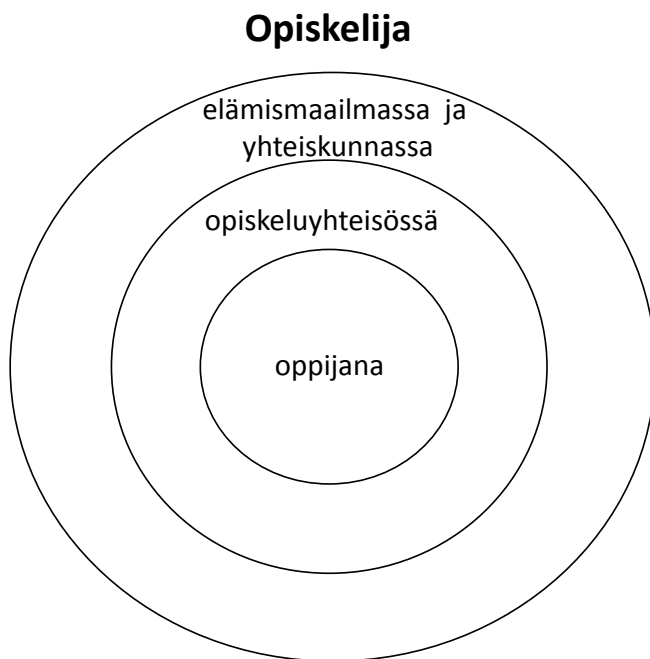 Opiskelija
elämismaailmassa ja
yhteiskunnassa
opiskeluyhteisössä
oppijana